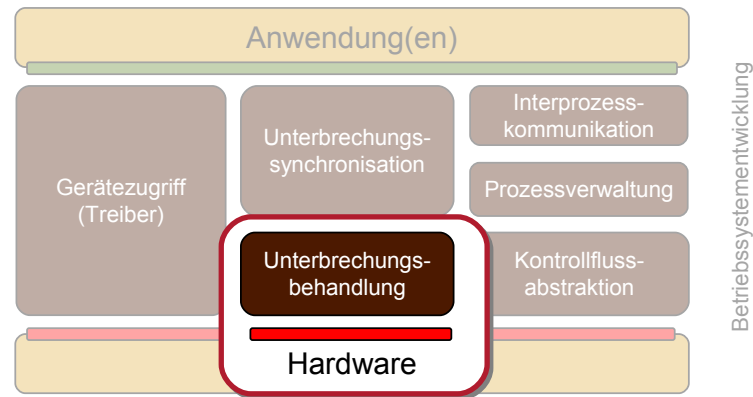 Anwendung(en)
Gerätezugriff
(Treiber)
Unterbrechungs-
synchronisation
Interprozess-
kommunikation
Prozessverwaltung
Unterbrechungs-
behandlung
Kontrollfluss-
abstraktion
Hardware
Betriebssystementwicklung